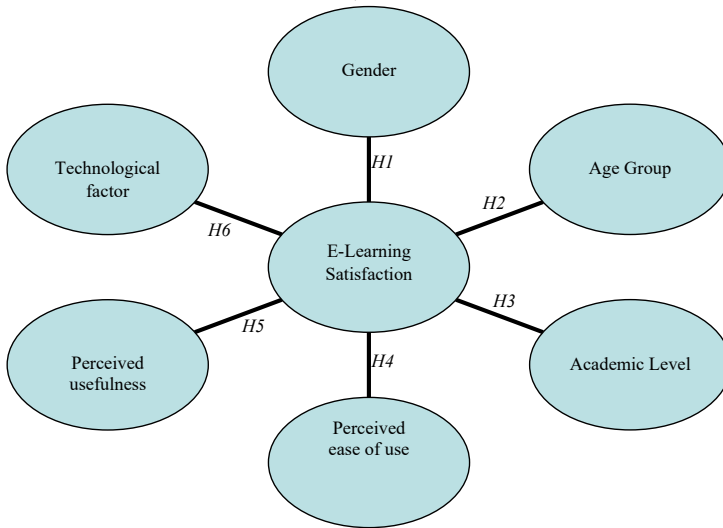 Gender
H1
Technological
factor
Age Group
H2
H6
E-Learning
Satisfaction
H3
H5
Perceived
usefulness
H4
Academic Level
Perceived
ease of use